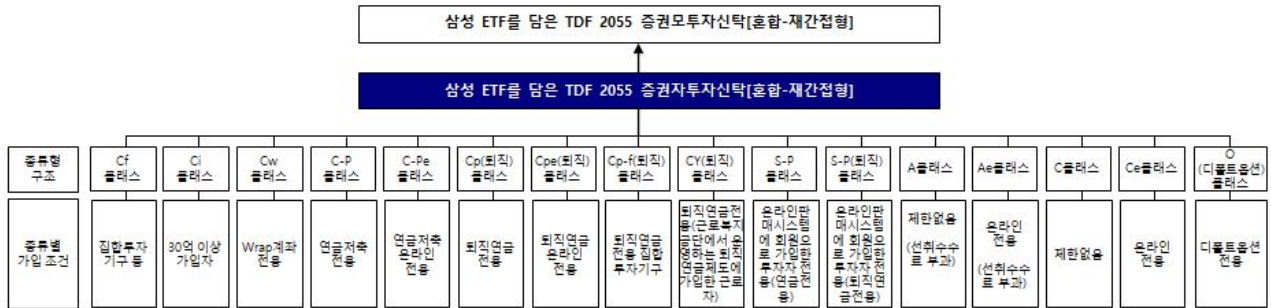 삼성 ETF를 담은 TDF 2055 증권모투자신탁[혼합-재간접형]
삼성 ETF를 담은 TDF 2055 증권자투자신탁[혼합-재간접형]
종류형
구조
Cf
클래스
Ci
클래스
Cw
클래스
C-P
클래스
C-Pe
클래스
Cp(퇴직)
클래스
Cpe(퇴직)
클래스
Cp-f(퇴직)
클래스
CY(퇴직)
클래스
S-P
클래스
S-P(퇴직)
클래스
A클래스
Ae클래스
C클래스
Ce클래스
O
(디폴트옵션)
클래스
종류별
가입 조건
집합투자
기구 등
30억 이상
가입자
Wrap계좌
전용
연금저축
전용
연금저축
온라인
전용
퇴직연금
전용
퇴직연금
온라인
전용
퇴직연금
전용 집합
투자기구
퇴직연금전
용(근로복지
공단에서 운
영하는 퇴직
연금제도에
가입한 근로
자)
온라인판
매시스템
에 회원으
로 가입한
투자자 전
용(연금전
용)
온라인판
매시스템
에 회원으
로 가입한
투자자 전
용(퇴직연
금전용)
제한없음
(선취수수
료 부과)
온라인
전용
(선취수수
료 부과)
제한없음
온라인
전용
디폴트옵션
전용